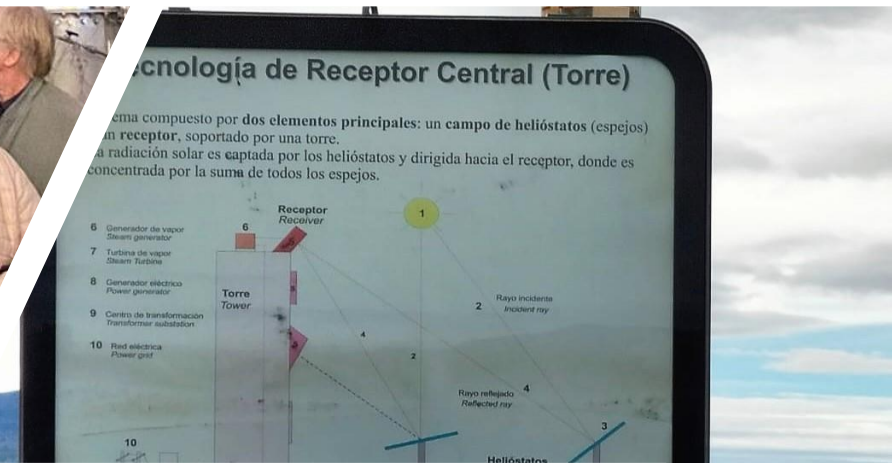 cnología de Receptor Central (Torre)
ema compuesto por dos elementos principales: un campo de helióstatos (espejos)
un receptor, soportado por una torre.
a radiación solar es captada por los helióstatos y dirigida hacia el receptor, donde es
concentrada por la suma de todos los espejos.
Receptor
Receiver
6
1
6 Generador de vapor
Steam generator
7 Turbina de vapor
Steam Turbine
8 Generador eléctrico
Power generator
9 Centro de transformación
Transformer substation
10 Red eléctrica
Power grid
Torre
Tower
2 Rayo incidente
Incident ray
4
2
Rayo reflejado 4
Reflected ray
3
10
Helióstatos